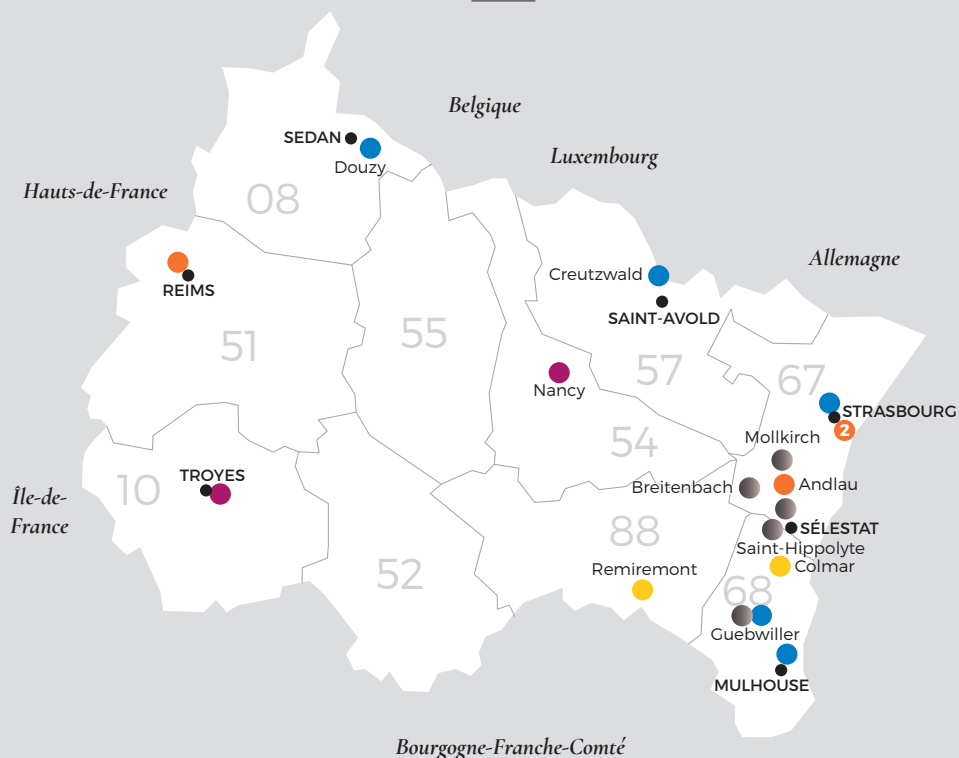 Belgique
SEDAN
Luxembourg
Douzy
Hauts-de-France
08
Allemagne
Creutzwald
REIMS
SAINT-AVOLD
51
55
57
67
Nancy
STRASBOURG
2
Mollkirch
54
TROYES
10
Andlau
Breitenbach
Île-de-
France
SÉLESTAT
88
Saint-Hippolyte
Colmar
Remiremont
52
68
Guebwiller
MULHOUSE
Bourgogne-Franche-Comté